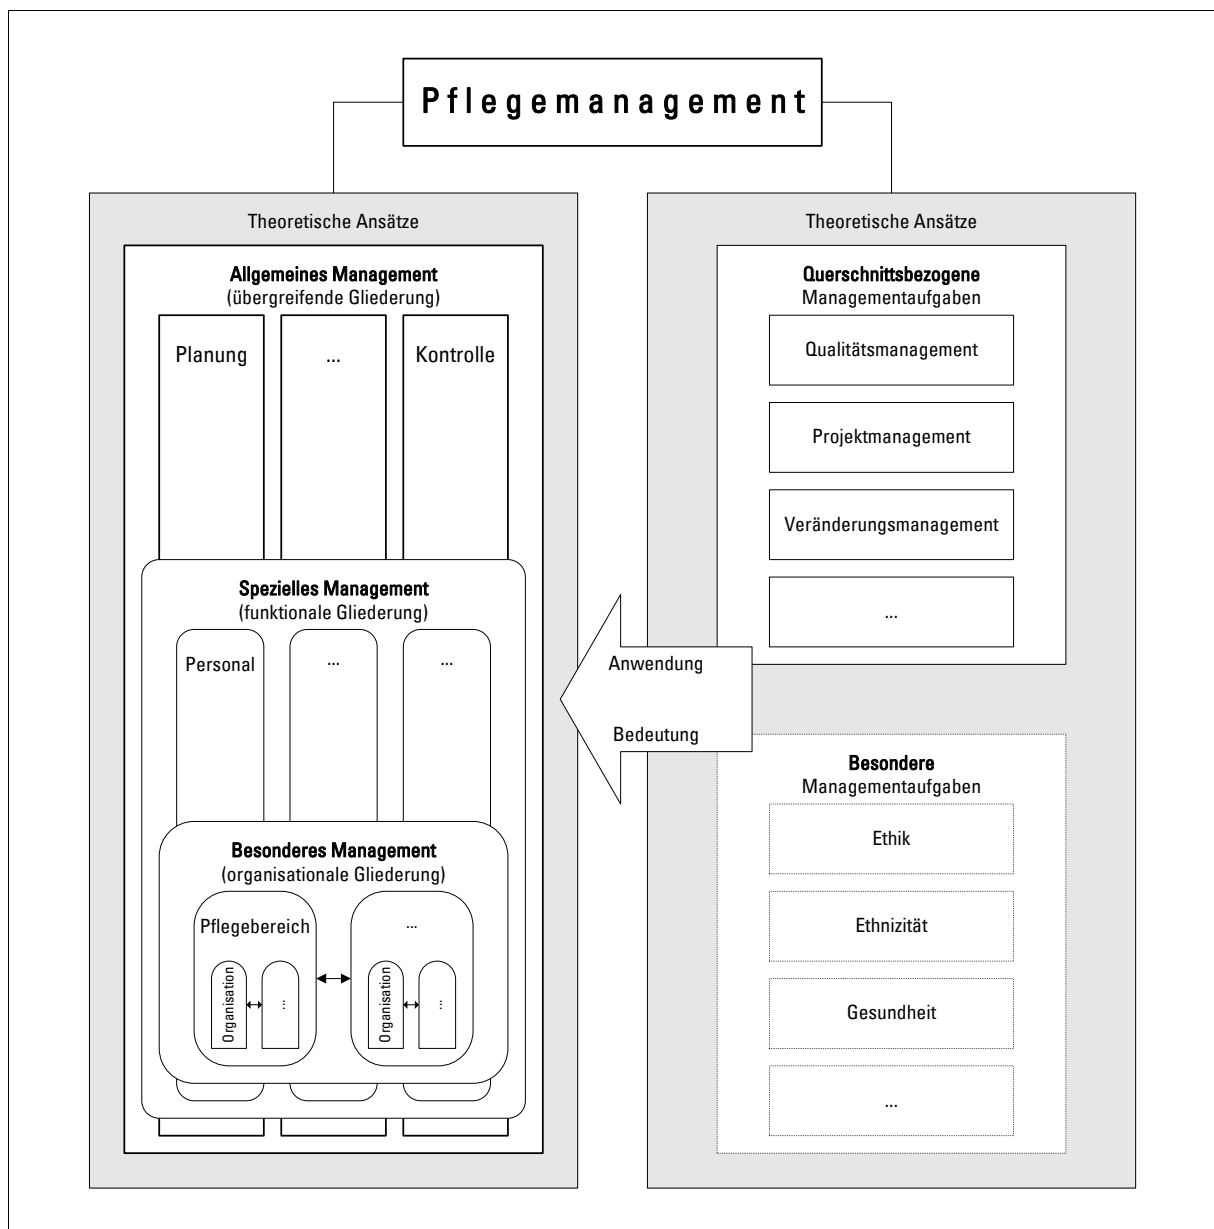 Pflegemanagement
Theoretische Ansätze
Allgemeines Management
(übergreifende Gliederung)
Planung
...
Kontrolle
Spezielles Management
(funktionale Gliederung)
Personal
...
...
Besonderes Management
(organisationale Gliederung)
Pflegebereich
Organisation
...
...
Organisation
...
Anwendung
Bedeutung
Theoretische Ansätze
Querschnittsbezogene
Managementaufgaben
Qualitätsmanagement
Projektmanagement
Veränderungsmanagement
...
Besondere
Managementaufgaben
Ethik
Ethnizität
Gesundheit
...